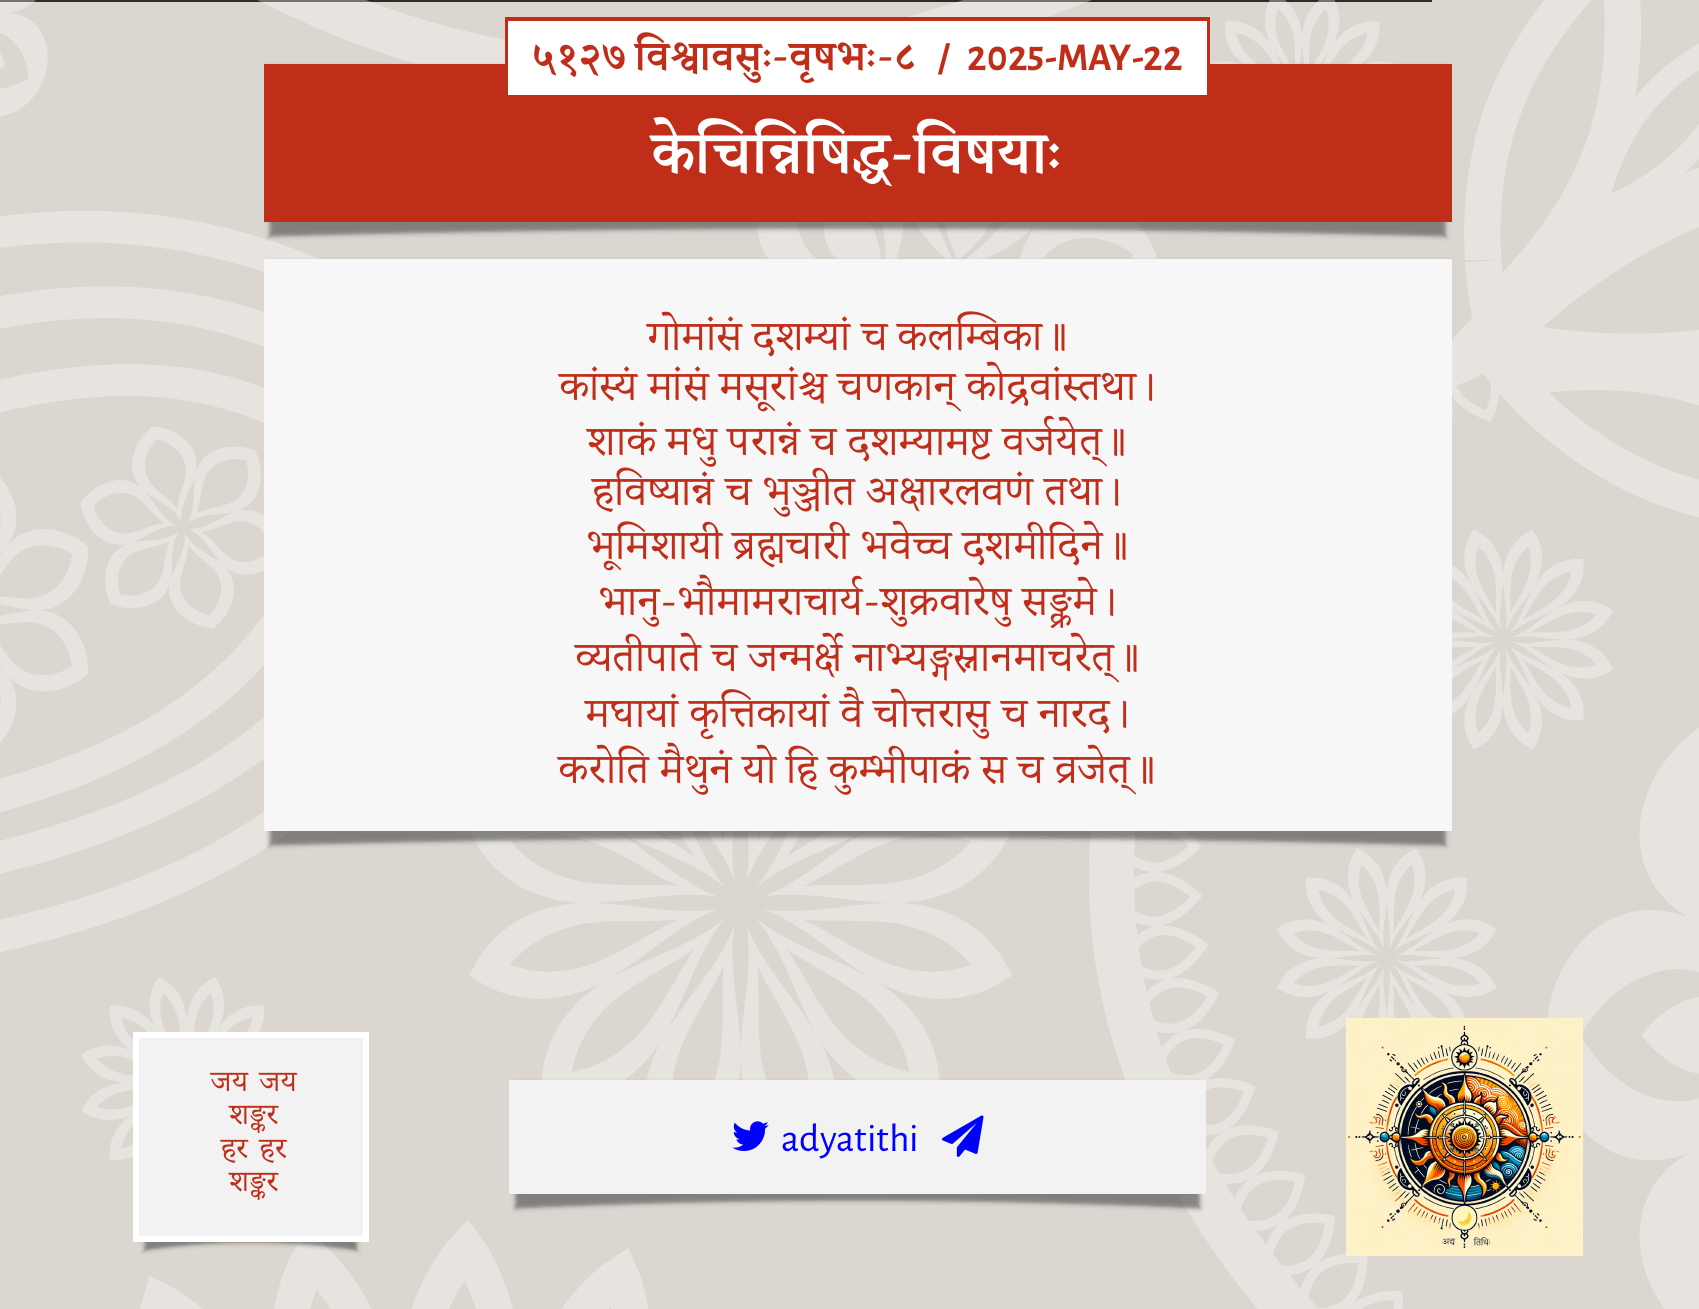 ५१२७ विश्वावसुः-वृषभः-८ / 2025-MAY-22
केचिन्निषिद्ध-विषयाः
गोमांसं दशम्यां च कलम्बिका॥
कांस्यं मांसं मसूरांश्च चणकान् कोद्रवांस्तथा।
शाकं मधु परान्नं च दशम्यामष्ट वर्जयेत्॥
हविष्यान्नं च भुञ्जीत अक्षारलवणं तथा।
भूमिशायी ब्रह्मचारी भवेच्च दशमीदिने॥
भानु-भौमामराचार्य-शुक्रवारेषु सङ्क्रमे।
व्यतीपाते च जन्मर्क्षे नाभ्यङ्गस्नानमाचरेत्॥
मघायां कृत्तिकायां वै चोत्तरासु च नारद।
करोति मैथुनं यो हि कुम्भीपाकं स च व्रजेत्॥
जय जय
शङ्कर
हर हर
शङ्कर
adyatithi
अद्य तिथिः